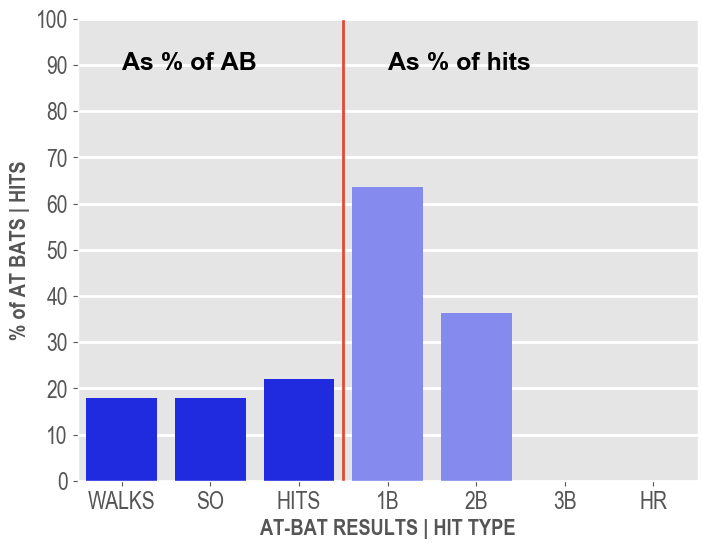 As % of AB
As % of hits
100
90
80
70
60
50
40
30
20
10
0
% of AT BATS | HITS
WALKS SO HITS 1B 2B 3B HR
AT-BAT RESULTS | HIT TYPE